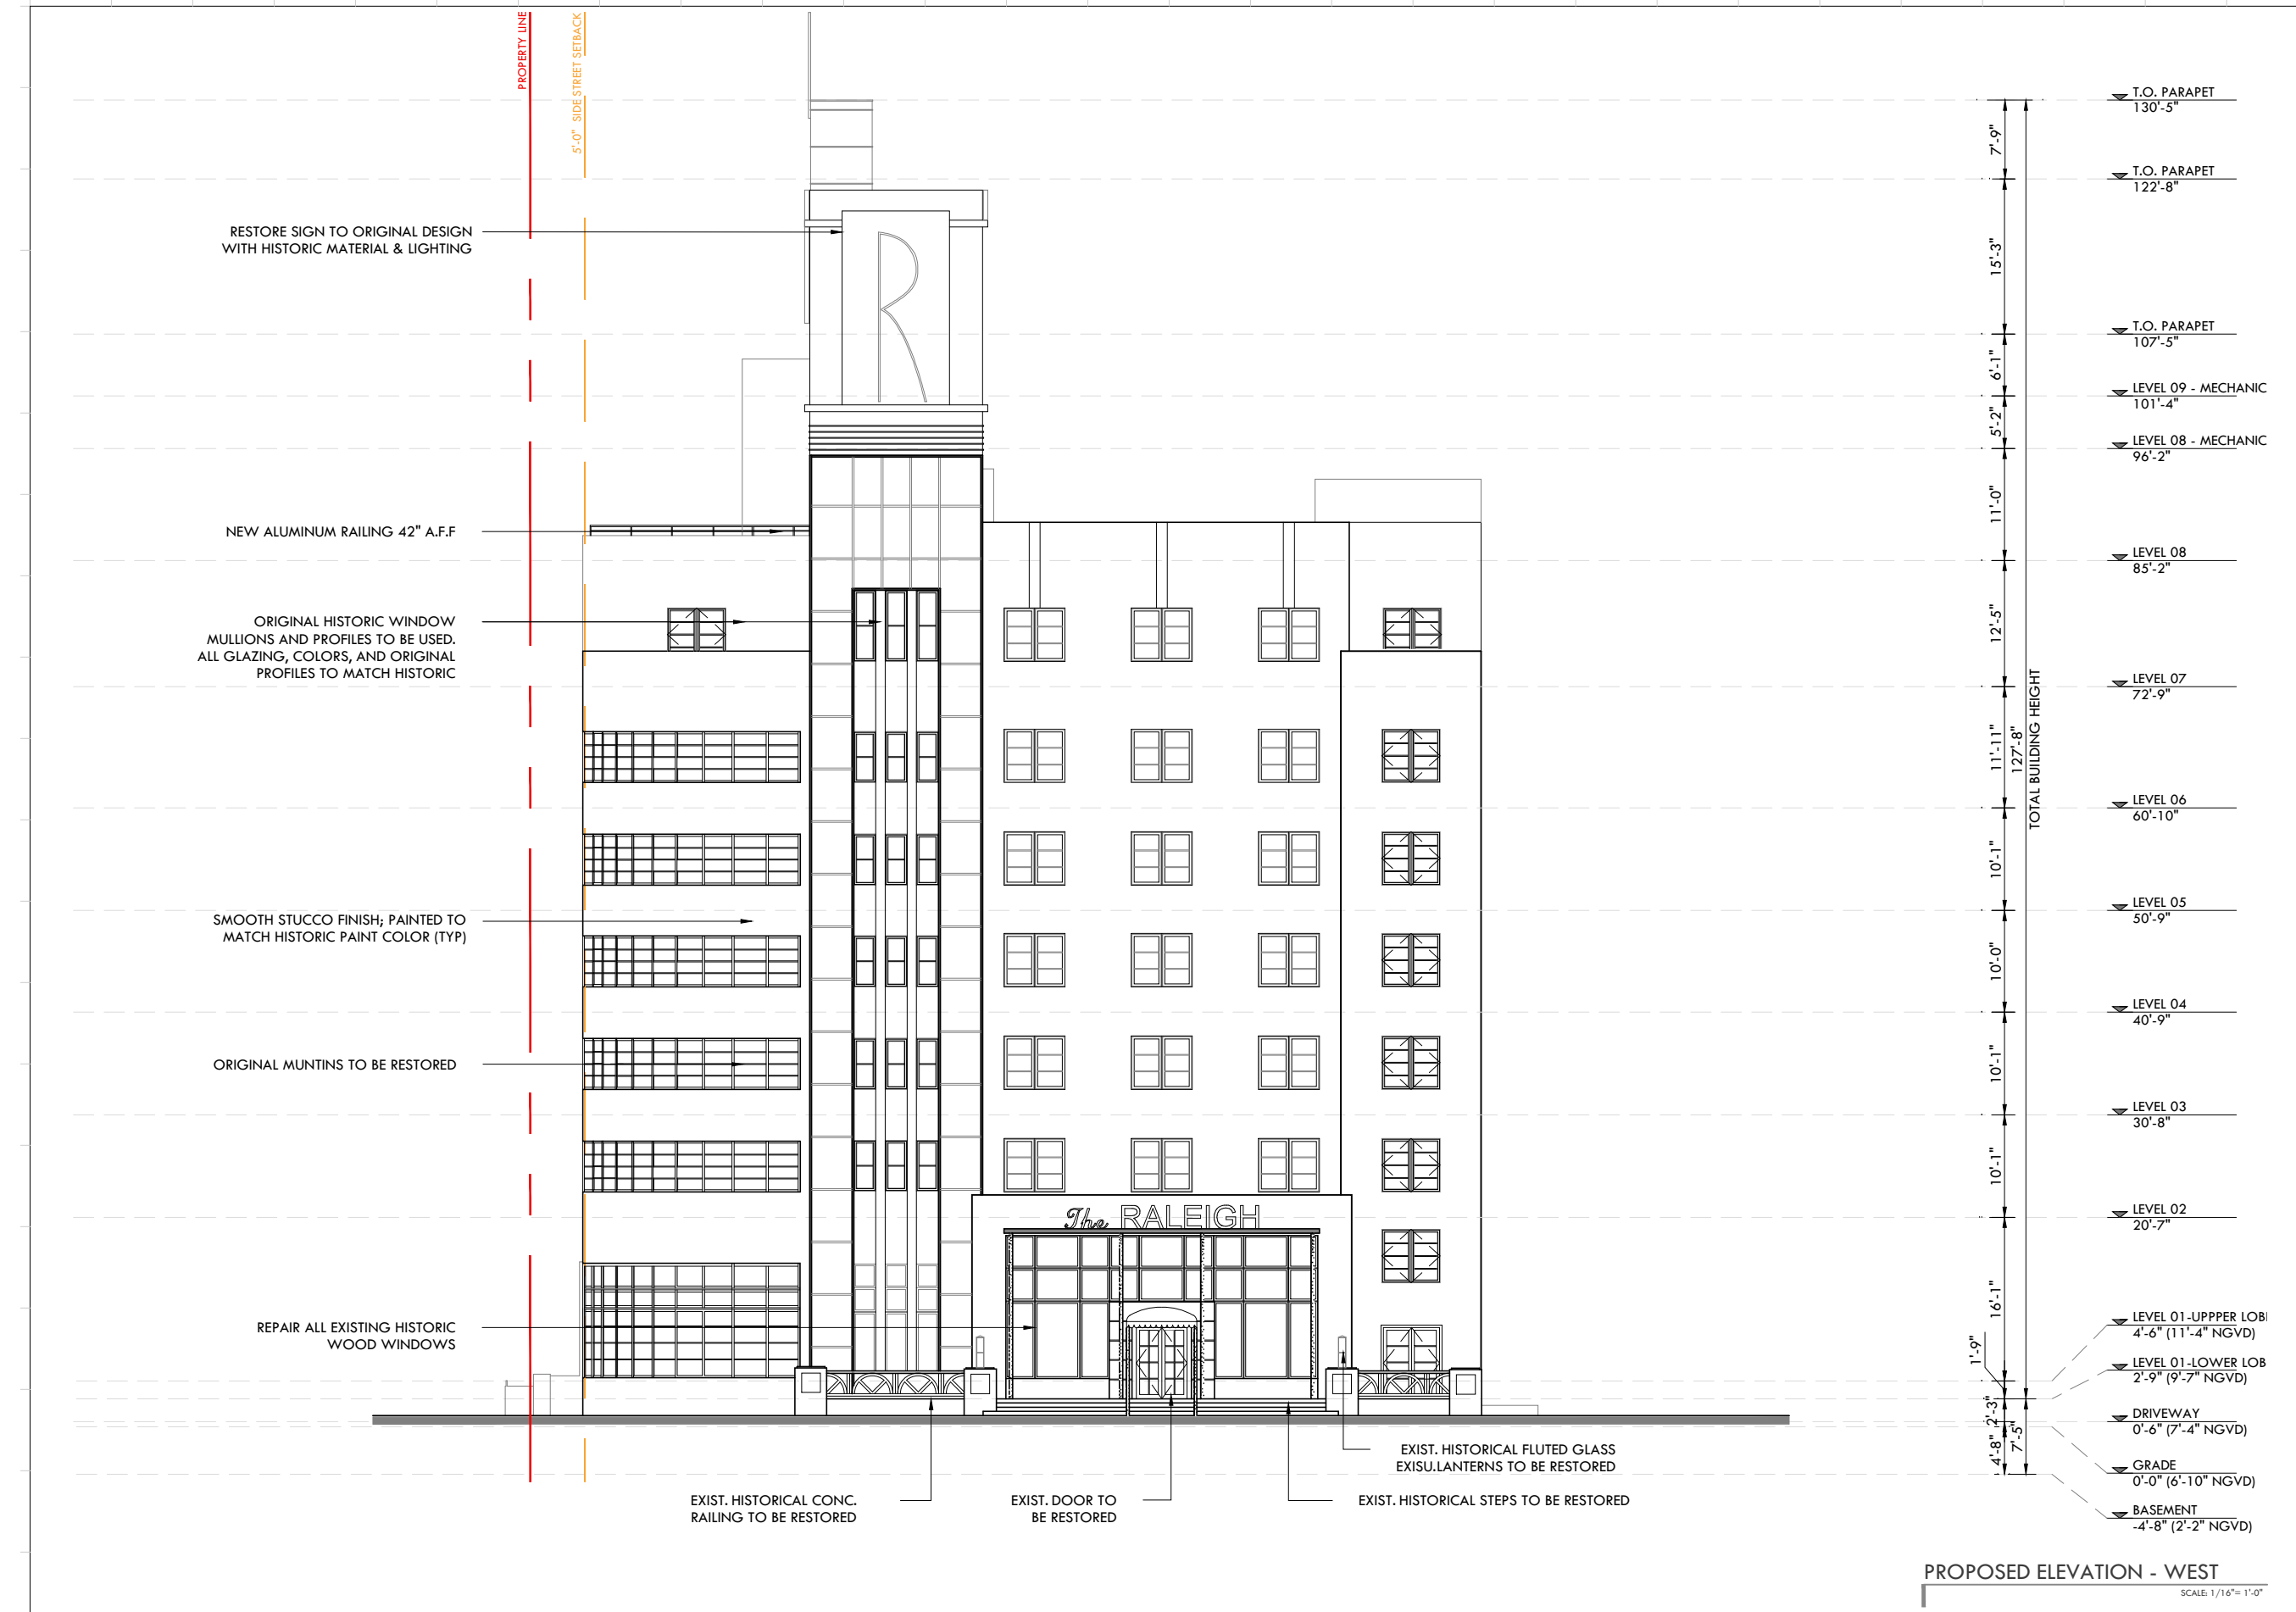 PROPERTY LINE
5'-0" SIDE STREET SETBACK
RESTORE SIGN TO ORIGINAL DESIGN
WITH HISTORIC MATERIAL & LIGHTING
NEW ALUMINUM RAILING 42" A.F.F
ORIGINAL HISTORIC WINDOW
MULLIONS AND PROFILES TO BE USED.
ALL GLAZING, COLORS, AND ORIGINAL
PROFILES TO MATCH HISTORIC
SMOOTH STUCCO FINISH; PAINTED TO
MATCH HISTORIC PAINT COLOR (TYP)
ORIGINAL MUNTINS TO BE RESTORED
REPAIR ALL EXISTING HISTORIC
WOOD WINDOWS
R
The RALEIGH
EXIST. HISTORICAL CONC.
RAILING TO BE RESTORED
EXIST. DOOR TO
BE RESTORED
EXIST. HISTORICAL FLUTED GLASS
EXISU.LANTERNS TO BE RESTORED
EXIST. HISTORICAL STEPS TO BE RESTORED
7'-9"
15'-3"
6'-1"
5'-2"
11'-0"
12'-5"
11'-11"
10'-1"
10'-0"
10'-1"
10'-1"
16'-1"
1'-9"
2'-3"
4'-8"
7'-5"
127'-8"
TOTAL BUILDING HEIGHT
T.O. PARAPET
130'-5"
T.O. PARAPET
122'-8"
T.O. PARAPET
107'-5"
LEVEL 09 - MECHANIC
101'-4"
LEVEL 08 - MECHANIC
96'-2"
LEVEL 08
85'-2"
LEVEL 07
72'-9"
LEVEL 06
60'-10"
LEVEL 05
50'-9"
LEVEL 04
40'-9"
LEVEL 03
30'-8"
LEVEL 02
20'-7"
LEVEL 01-UPPPER LOB
4'-6" (11'-4" NGVD)
LEVEL 01-LOWER LOB
2'-9" (9'-7" NGVD)
DRIVEWAY
0'-6" (7'-4" NGVD)
GRADE
0'-0" (6'-10" NGVD)
BASEMENT
-4'-8" (2'-2" NGVD)
PROPOSED ELEVATION - WEST
SCALE: 1/16"= 1'-0"